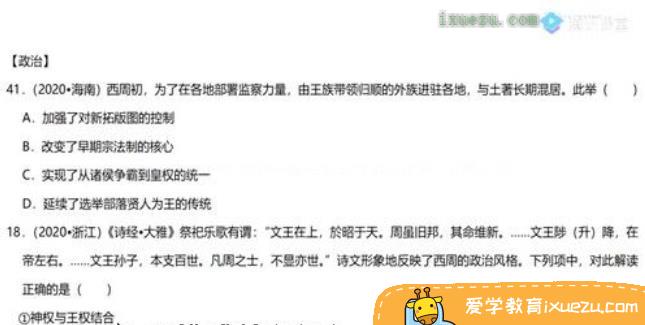 ixuezu.com
【政治】
41.（2020•海南）西周初，为了在各地部署监察力量，由王族带领归顺的外族进驻各地，与土著长期混居。此举（　　）
A．加强了对新拓版图的控制
B．改变了早期宗法制的核心
C．实现了从诸侯争霸到皇权的统一
D．延续了选举部落贤人为王的传统
18.（2020•浙江）《诗经•大雅》祭祀乐歌有谓：“文王在上，於昭于天。周虽旧邦，其命维新。……文王陟（升）降，在
帝左右。……文王孙子，本支百世。凡周之士，不显亦世。”诗文形象地反映了西周的政治风格。下列项中，对此解读
正确的是（　　）
①神权与王权结合
爱学教育ixuezu.com